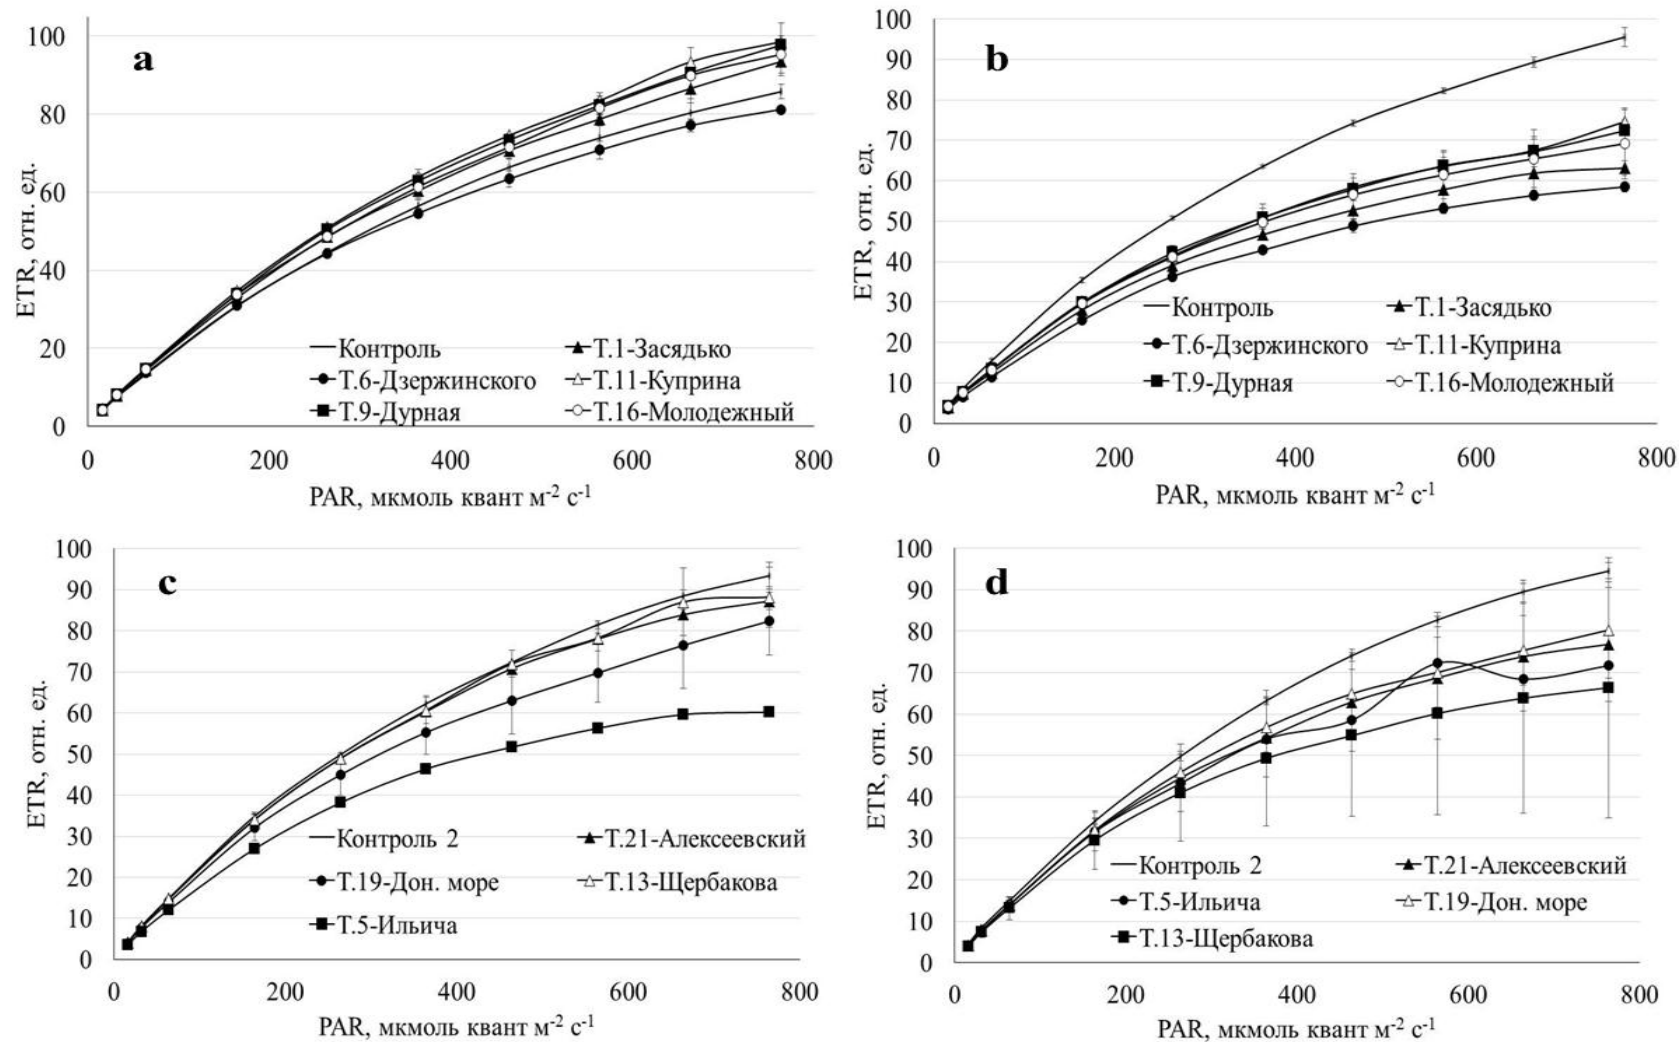 a
ETR, отн. ед.
100
80
60
40
20
0
Контроль
Т.1-Засядько
Т.6-Дзержинского
Т.11-Куприна
Т.9-Дурная
Т.16-Молодежный
0 200 400 600 800
PAR, мкмоль квант м-2 с-1
b
ETR, отн. ед.
100
90
80
70
60
50
40
30
20
10
0
Контроль
Т.1-Засядько
Т.6-Дзержинского
Т.11-Куприна
Т.9-Дурная
Т.16-Молодежный
0 200 400 600 800
PAR, мкмоль квант м-2 с-1
c
ETR, отн. ед.
100
90
80
70
60
50
40
30
20
10
0
Контроль 2
Т.21-Алексеевский
Т.19-Дон. море
Т.13-Щербакова
Т.5-Ильича
0 200 400 600 800
PAR, мкмоль квант м-2 с-1
d
ETR, отн. ед.
100
90
80
70
60
50
40
30
20
10
0
Контроль 2
Т.21-Алексеевский
Т.5-Ильича
Т.19-Дон. море
Т.13-Щербакова
0 200 400 600 800
PAR, мкмоль квант м-2 с-1